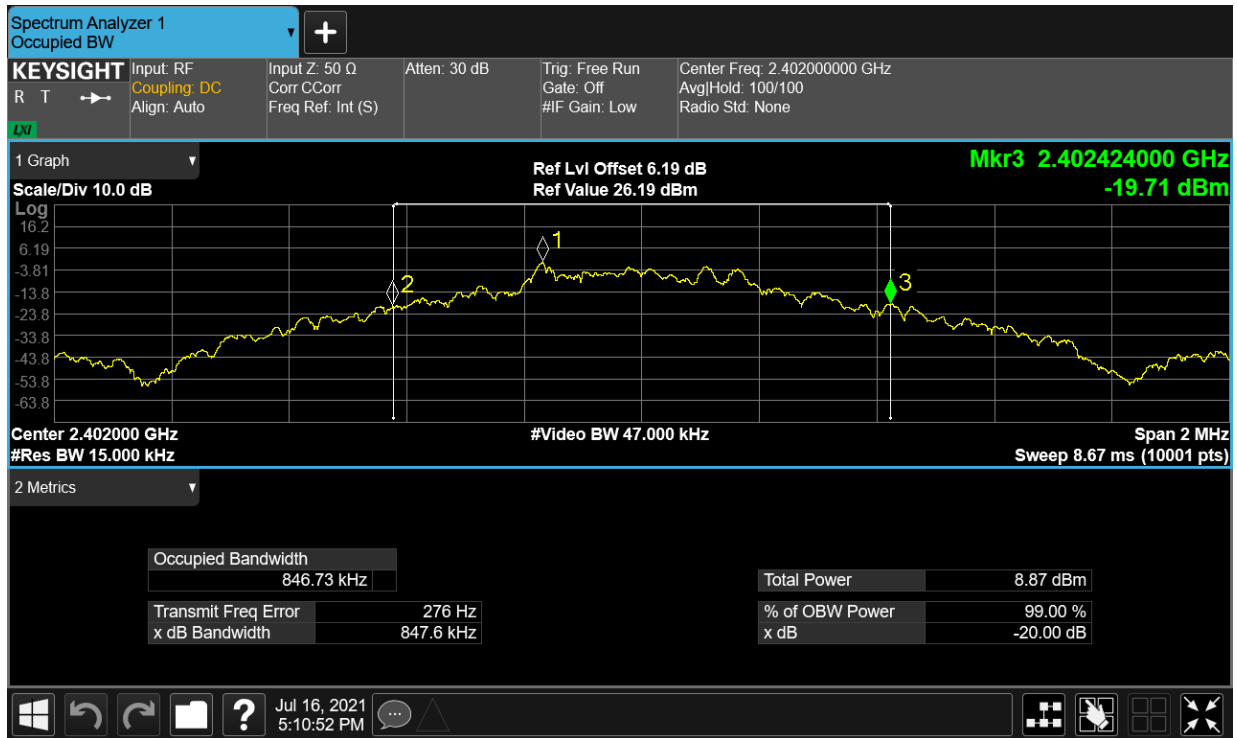 Spectrum Analyzer 1
Occupied BW
▼
+
KEYSIGHT
R T
LXI
Input: RF
Coupling: DC
Align: Auto
Input Z: 50 Ω
Corr CCorr
Freq Ref: Int (S)
Atten: 30 dB
Trig: Free Run
Gate: Off
#IF Gain: Low
Center Freq: 2.402000000 GHz
Avg|Hold: 100/100
Radio Std: None
1 Graph ▼
Scale/Div 10.0 dB
Ref Lvl Offset 6.19 dB
Ref Value 26.19 dBm
Mkr3 2.402424000 GHz
-19.71 dBm
Log
16.2
6.19
-3.81
-13.8
-23.8
-33.8
-43.8
-53.8
-63.8
1
2
3
Center 2.402000 GHz
#Video BW 47.000 kHz
Span 2 MHz
#Res BW 15.000 kHz
Sweep 8.67 ms (10001 pts)
2 Metrics ▼
Occupied Bandwidth
846.73 kHz
Total Power 8.87 dBm
Transmit Freq Error 276 Hz
% of OBW Power 99.00 %
x dB Bandwidth 847.6 kHz
x dB -20.00 dB
?
Jul 16, 2021
5:10:52 PM